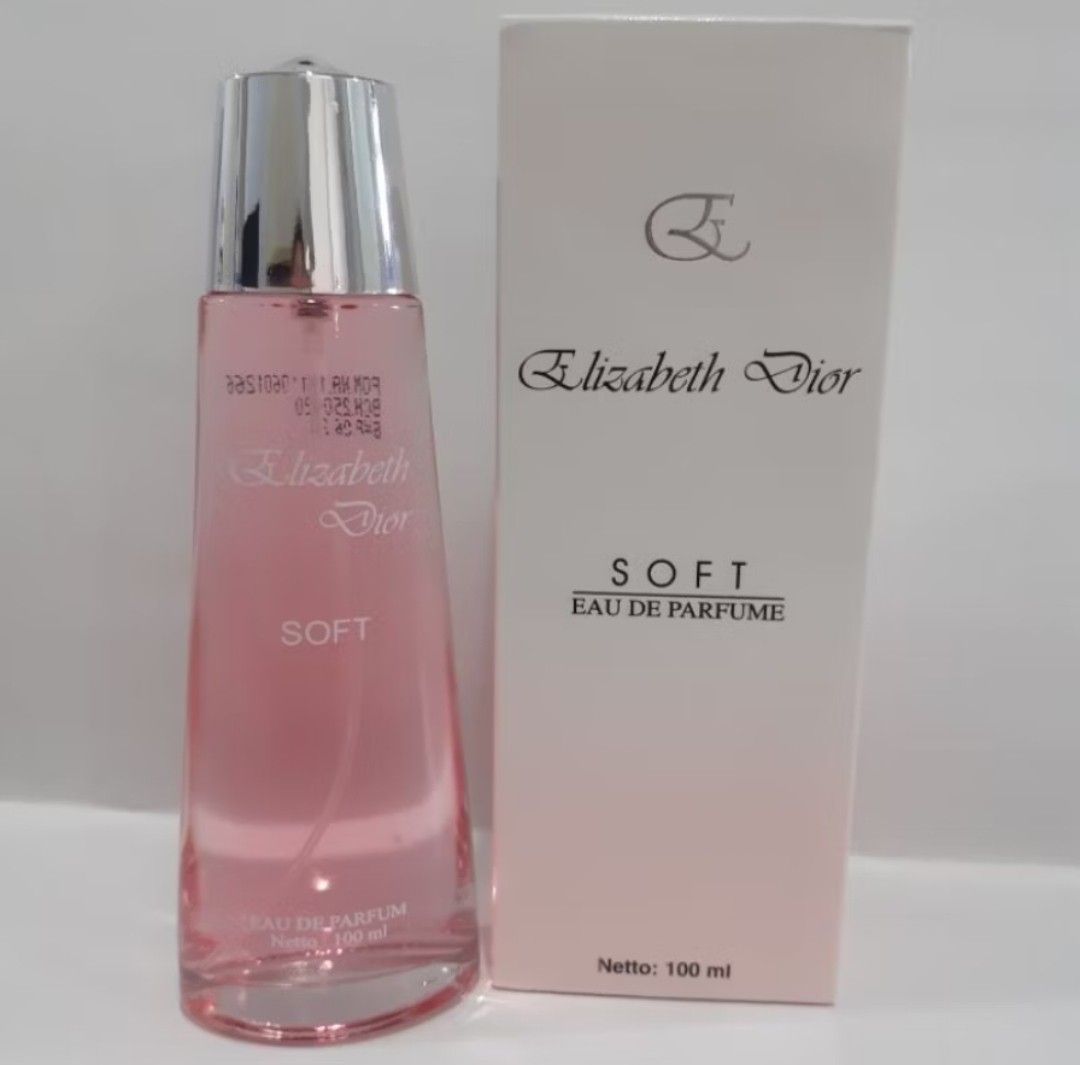 Elizabeth
Dior
SOFT
EAU DE PARFUM
Netto : 100 ml
E
Elizabeth Dior
SOFT
EAU DE PARFUME
Netto: 100 ml